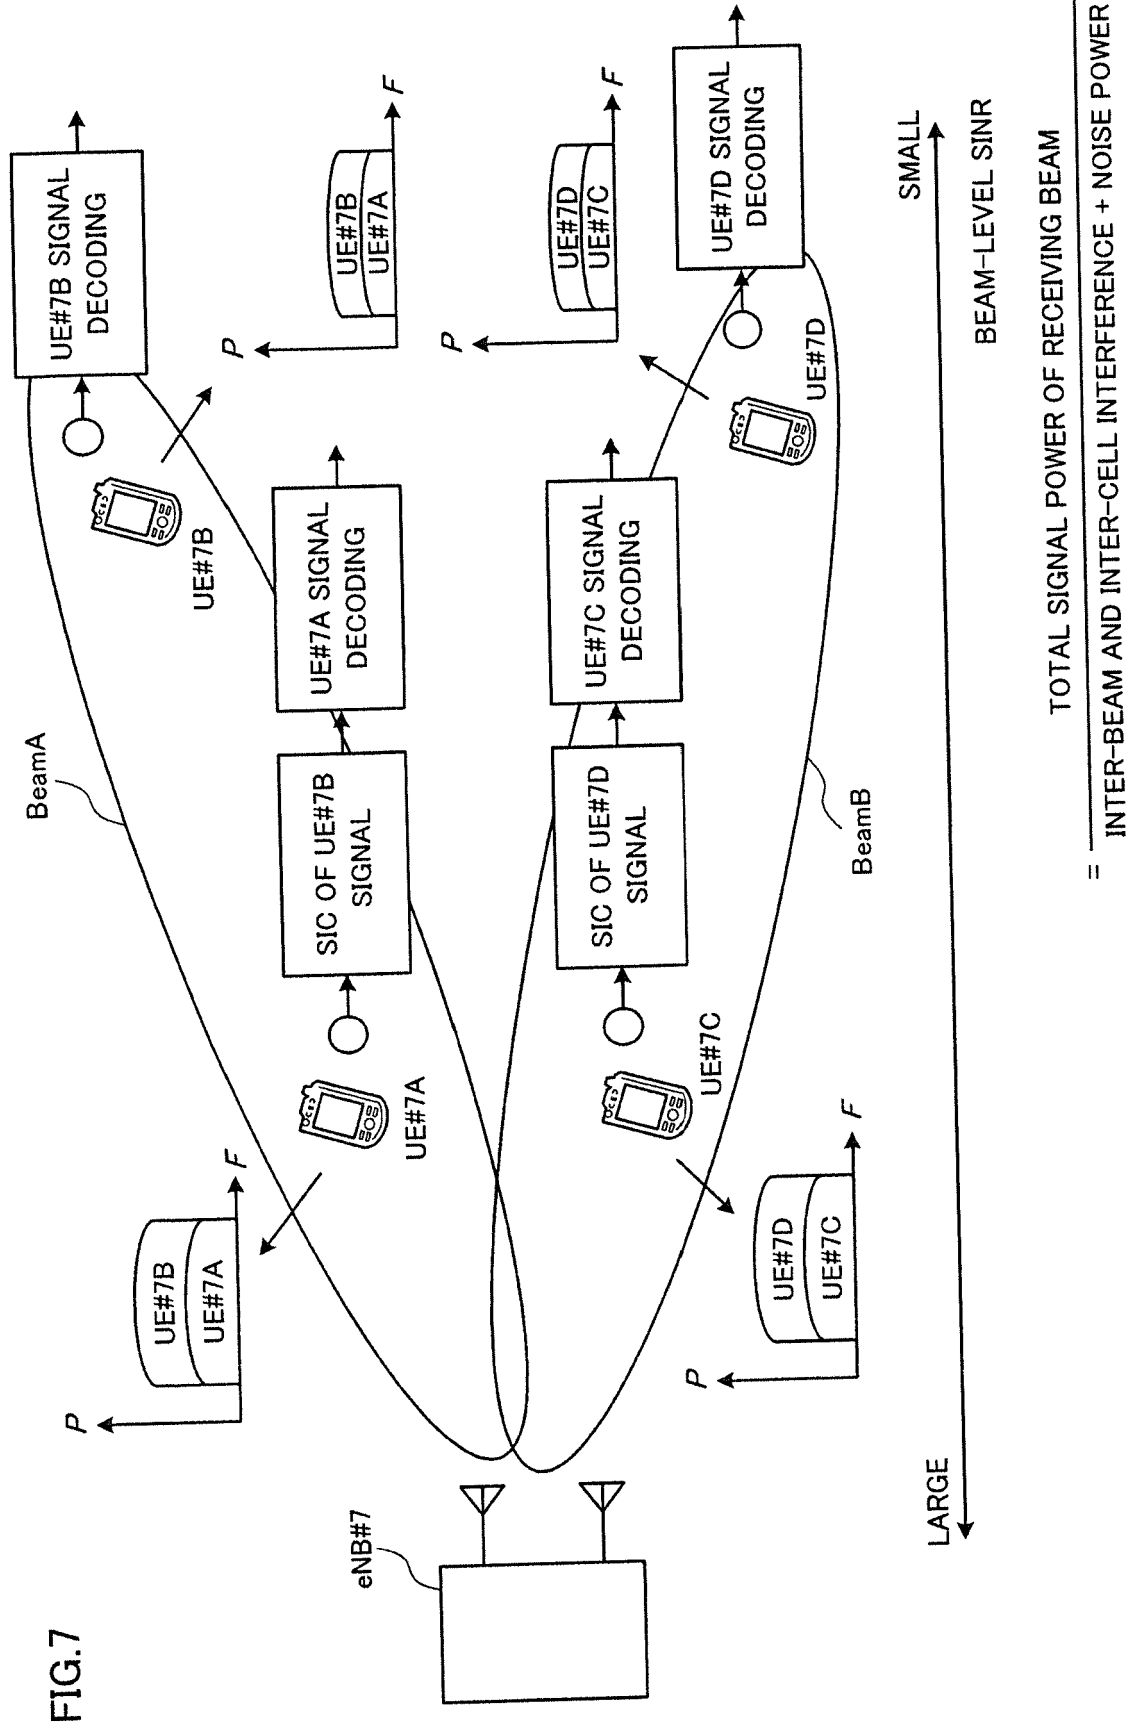 FIG.7
eNB#7
BeamA
BeamB
P
UE#7B
UE#7A
F
UE#7A
SIC OF UE#7B
SIGNAL
UE#7A SIGNAL
DECODING
UE#7B
UE#7B SIGNAL
DECODING
P
UE#7B
UE#7A
F
P
UE#7D
UE#7C
F
UE#7C
SIC OF UE#7D
SIGNAL
UE#7C SIGNAL
DECODING
UE#7D
UE#7D SIGNAL
DECODING
P
UE#7D
UE#7C
F
LARGE
SMALL
BEAM-LEVEL SINR
TOTAL SIGNAL POWER OF RECEIVING BEAM
=
INTER-BEAM AND INTER-CELL INTERFERENCE + NOISE POWER